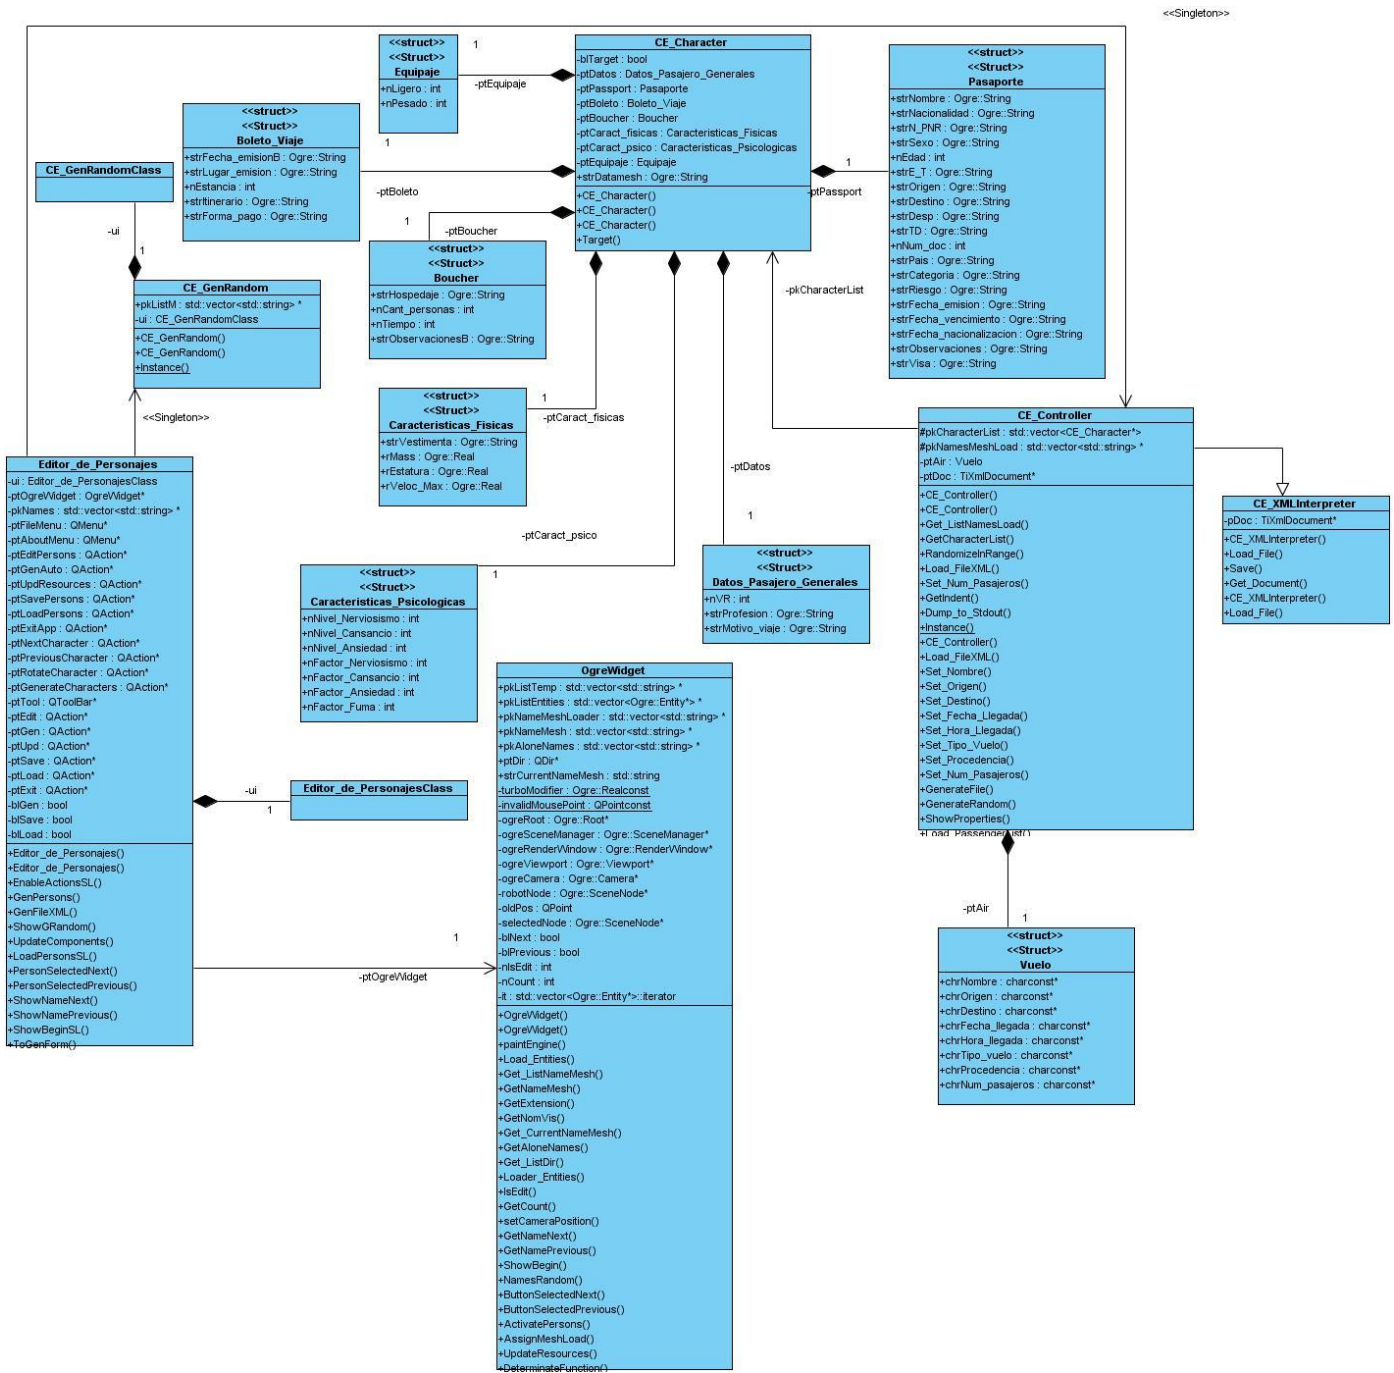 <<Singleton>>
<<struct>>
<<Struct>>
Equipaje
+nLigero : int
+nPesado : int
1
-ptEquipaje
CE_Character
-blTarget : bool
-ptDatos : Datos_Pasajero_Generales
-ptPassport : Pasaporte
-ptBoleto : Boleto_Viaje
-ptBoucher : Boucher
-ptCaract_fisicas : Caracteristicas_Fisicas
-ptCaract_psico : Caracteristicas_Psicologicas
-ptEquipaje : Equipaje
+strDatamesh : Ogre::String
+CE_Character()
+CE_Character()
+CE_Character()
+Target()
<<struct>>
<<Struct>>
Pasaporte
+strNombre : Ogre::String
+strNacionalidad : Ogre::String
+strN_PNR : Ogre::String
+strSexo : Ogre::String
+nEdad : int
+strE_T : Ogre::String
+strOrigen : Ogre::String
+strDestino : Ogre::String
+strDesp : Ogre::String
+strTD : Ogre::String
+nNum_doc : int
+strPais : Ogre::String
+strCategoria : Ogre::String
+strRiesgo : Ogre::String
+strFecha_emision : Ogre::String
+strFecha_vencimiento : Ogre::String
+strFecha_nacionalizacion : Ogre::String
+strObservaciones : Ogre::String
+strVisa : Ogre::String
1
-ptPassport
<<struct>>
<<Struct>>
Boleto_Viaje
+strFecha_emisionB : Ogre::String
+strLugar_emision : Ogre::String
+nEstancia : int
+strItinerario : Ogre::String
+strForma_pago : Ogre::String
1
-ptBoleto
CE_GenRandomClass
-ui
1
1
-ptBoucher
<<struct>>
<<Struct>>
Boucher
+strHospedaje : Ogre::String
+nCant_personas : int
+nTiempo : int
+strObservacionesB : Ogre::String
CE_GenRandom
+pkListM : std::vector<std::string> *
-ui : CE_GenRandomClass
+CE_GenRandom()
+CE_GenRandom()
+Instance()
-pkCharacterList
<<Singleton>>
<<struct>>
<<Struct>>
Caracteristicas_Fisicas
+strVestimenta : Ogre::String
+rMass : Ogre::Real
+rEstatura : Ogre::Real
+rVeloc_Max : Ogre::Real
1
-ptCaract_fisicas
-ptDatos
1
-ptCaract_psico
1
CE_Controller
#pkCharacterList : std::vector<CE_Character*>
#pkNamesMeshLoad : std::vector<std::string> *
-ptAir : Vuelo
-ptDoc : TiXmlDocument*
+CE_Controller()
+CE_Controller()
+Get_ListNamesLoad()
+GetCharacterList()
+RandomizeInRange()
+Load_FileXML()
+Set_Num_Pasajeros()
+GetIndent()
+Dump_to_Stdout()
+Instance()
+CE_Controller()
+Load_FileXML()
+Set_Nombre()
+Set_Origen()
+Set_Destino()
+Set_Fecha_Llegada()
+Set_Hora_Llegada()
+Set_Tipo_Vuelo()
+Set_Procedencia()
+Set_Num_Pasajeros()
+GenerateFile()
+GenerateRandom()
+ShowProperties()
+Load_PassengerList()
CE_XMLInterpreter
-pDoc : TiXmlDocument*
+CE_XMLInterpreter()
+Load_File()
+Save()
+Get_Document()
+CE_XMLInterpreter()
+Load_File()
Editor_de_Personajes
-ui : Editor_de_PersonajesClass
-ptOgreWidget : OgreWidget*
-pkNames : std::vector<std::string> *
-ptFileMenu : QMenu*
-ptAboutMenu : QMenu*
-ptEditPersons : QAction*
-ptGenAuto : QAction*
-ptUpdResources : QAction*
-ptSavePersons : QAction*
-ptLoadPersons : QAction*
-ptExitApp : QAction*
-ptNextCharacter : QAction*
-ptPreviousCharacter : QAction*
-ptRotateCharacter : QAction*
-ptGenerateCharacters : QAction*
-ptTool : QToolBar*
-ptEdit : QAction*
-ptGen : QAction*
-ptUpd : QAction*
-ptSave : QAction*
-ptLoad : QAction*
-ptExit : QAction*
-blGen : bool
-blSave : bool
-blLoad : bool
+Editor_de_Personajes()
+Editor_de_Personajes()
+EnableActionsSL()
+GenPersons()
+GenFileXML()
+ShowGRandom()
+UpdateComponents()
+LoadPersonsSL()
+PersonSelectedNext()
+PersonSelectedPrevious()
+ShowNameNext()
+ShowNamePrevious()
+ShowBeginSL()
+ToGenForm()
<<struct>>
<<Struct>>
Caracteristicas_Psicologicas
+nNivel_Nerviosismo : int
+nNivel_Cansancio : int
+nNivel_Ansiedad : int
+nFactor_Nerviosismo : int
+nFactor_Cansancio : int
+nFactor_Ansiedad : int
+nFactor_Fuma : int
<<struct>>
<<Struct>>
Datos_Pasajero_Generales
+nVR : int
+strProfesion : Ogre::String
+strMotivo_viaje : Ogre::String
-ui
1
Editor_de_PersonajesClass
1
-ptOgreWidget
OgreWidget
+pkListTemp : std::vector<std::string> *
+pkListEntities : std::vector<Ogre::Entity*> *
+pkNameMeshLoader : std::vector<std::string> *
+pkNameMesh : std::vector<std::string> *
+pkAloneNames : std::vector<std::string> *
+ptDir : QDir*
+strCurrentNameMesh : std::string
-turboModifier : Ogre::Realconst
-invalidMousePoint : QPointconst
-ogreRoot : Ogre::Root*
-ogreSceneManager : Ogre::SceneManager*
-ogreRenderWindow : Ogre::RenderWindow*
-ogreViewport : Ogre::Viewport*
-ogreCamera : Ogre::Camera*
-robotNode : Ogre::SceneNode*
-oldPos : QPoint
-selectedNode : Ogre::SceneNode*
-blNext : bool
-blPrevious : bool
-nIsEdit : int
-nCount : int
-it : std::vector<Ogre::Entity*>::iterator
+OgreWidget()
+OgreWidget()
+paintEngine()
+Load_Entities()
+Get_ListNameMesh()
+GetNameMesh()
+GetExtension()
+GetNomVis()
+Get_CurrentNameMesh()
+GetAloneNames()
+Get_ListDir()
+Loader_Entities()
+IsEdit()
+GetCount()
+setCameraPosition()
+GetNameNext()
+GetNamePrevious()
+ShowBegin()
+NamesRandom()
+ButtonSelectedNext()
+ButtonSelectedPrevious()
+ActivatePersons()
+AssignMeshLoad()
+UpdateResources()
+DeterminateFunction()
-ptAir
1
<<struct>>
<<Struct>>
Vuelo
+chrNombre : charconst*
+chrOrigen : charconst*
+chrDestino : charconst*
+chrFecha_llegada : charconst*
+chrHora_llegada : charconst*
+chrTipo_vuelo : charconst*
+chrProcedencia : charconst*
+chrNum_pasajeros : charconst*